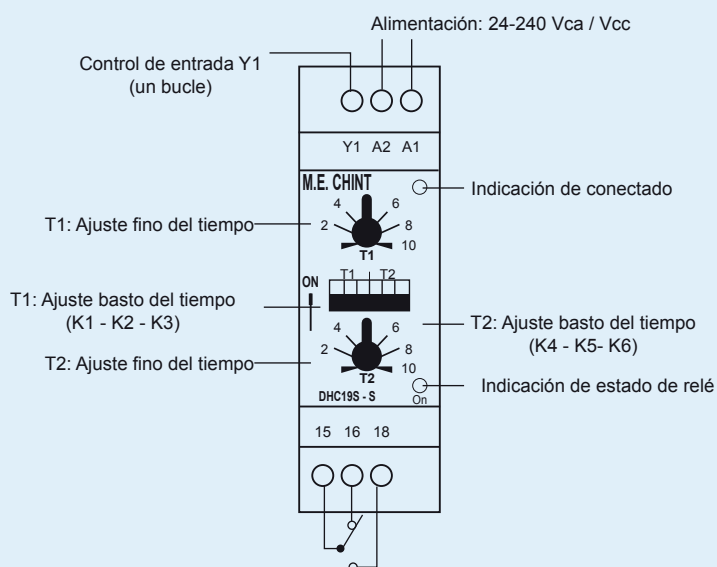 Alimentación: 24-240 Vca / Vcc
Control de entrada Y1
(un bucle)
Y1 A2 A1
M.E. CHINT
Indicación de conectado
T1: Ajuste fino del tiempo
2 4 6 8 10
T1
ON
T1 T2
T1: Ajuste basto del tiempo
(K1 - K2 - K3)
T2: Ajuste basto del tiempo
(K4 - K5- K6)
2 4 6 8 10
T2: Ajuste fino del tiempo
T2
DHC19S - S
On
Indicación de estado de relé
15 16 18